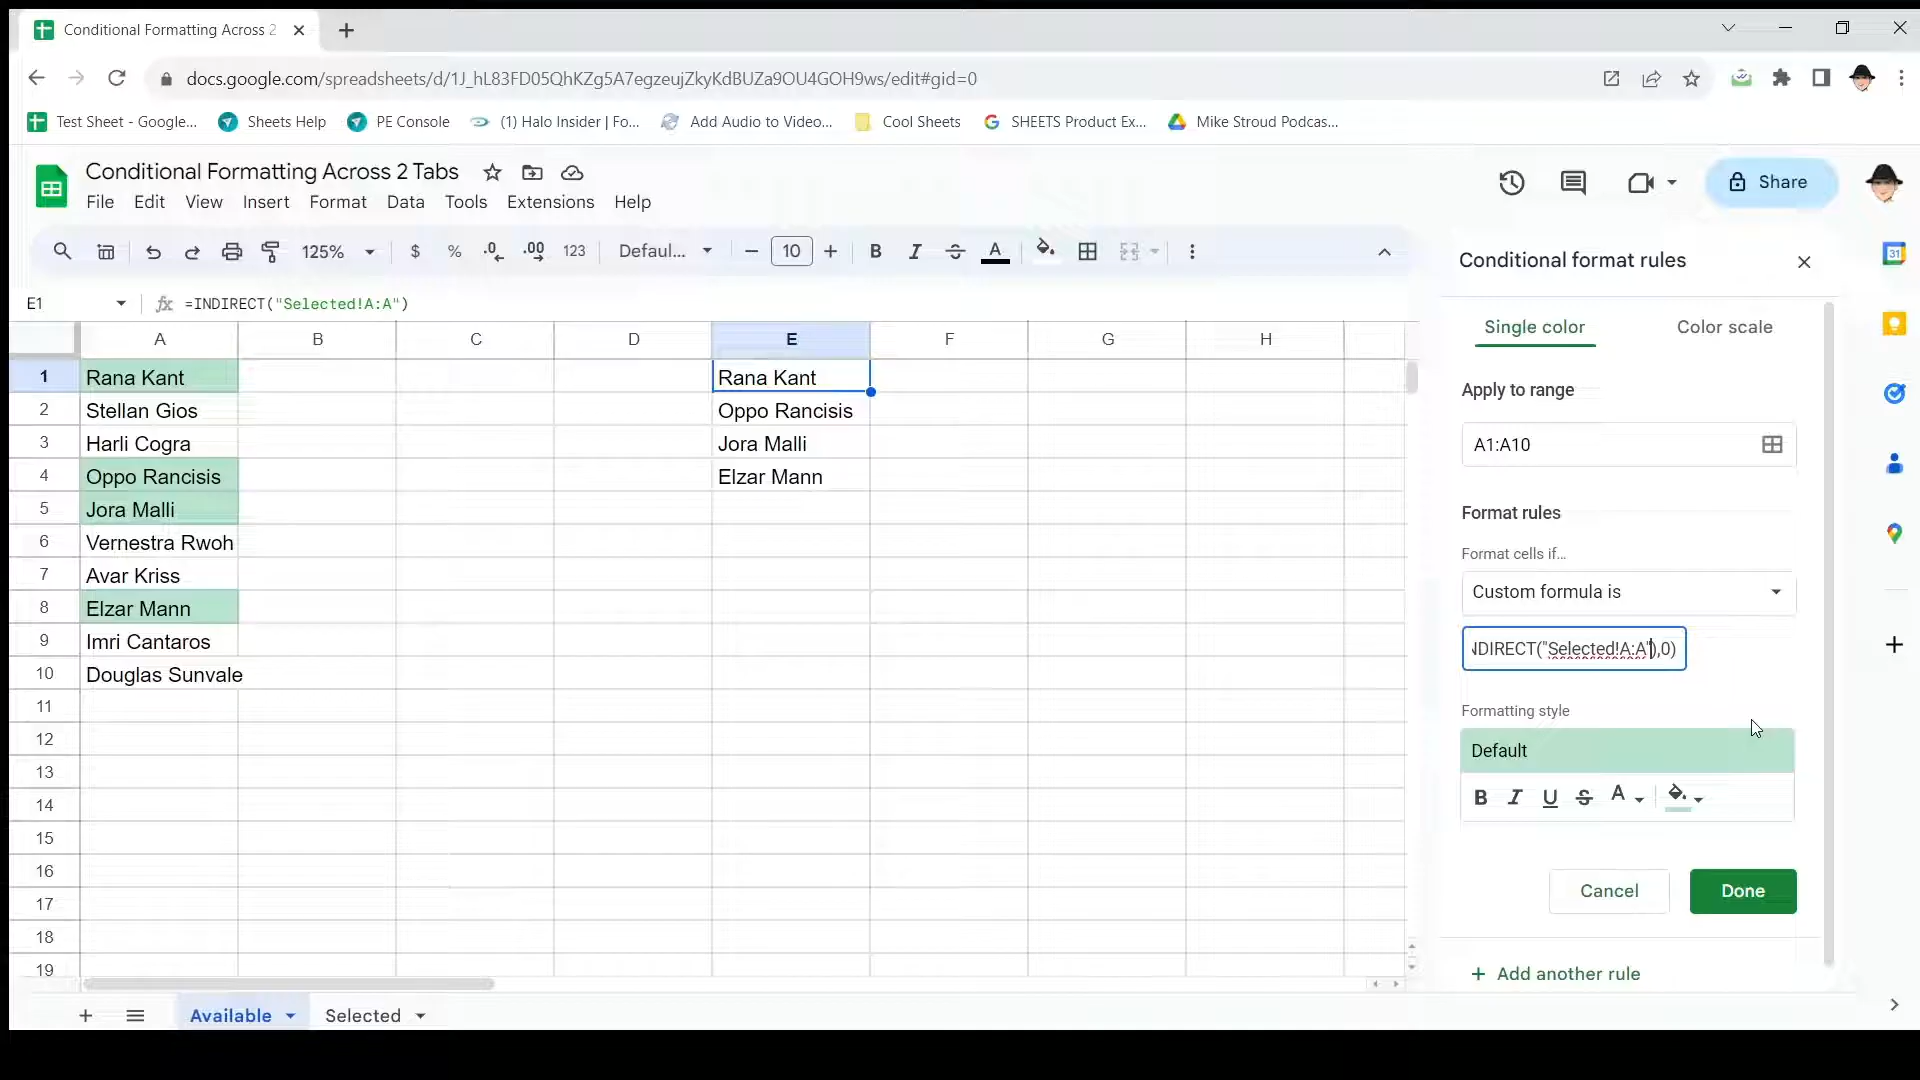 Conditional Formatting Across 2
docs.google.com/spreadsheets/d/1J_hL83FD05QhKZg5A7egzeujZkyKdBUZa9OU4GOH9ws/edit#gid=0
Test Sheet - Google... Sheets Help PE Console (1) Halo Insider | Fo... Add Audio to Video... Cool Sheets SHEETS Product Ex... Mike Stroud Podcas...
Conditional Formatting Across 2 Tabs
File Edit View Insert Format Data Tools Extensions Help
Share
125% $ % .0 .00 123 Defaul... 10 B I A
31
Conditional format rules
E1 =INDIRECT("Selected!A:A")
Single color Color scale
A B C D E F G H
1 Rana Kant Rana Kant
2 Stellan Gios Oppo Rancisis
3 Harli Cogra Jora Malli
4 Oppo Rancisis Elzar Mann
5 Jora Malli
6 Vernestra Rwoh
7 Avar Kriss
8 Elzar Mann
9 Imri Cantaros
10 Douglas Sunvale
11
12
13
14
15
16
17
18
19
Apply to range
A1:A10
Format rules
Format cells if...
Custom formula is
NDIRECT("Selected!A:A"),0)
Formatting style
Default
B I U S A
Cancel Done
+ Add another rule
+ Available Selected